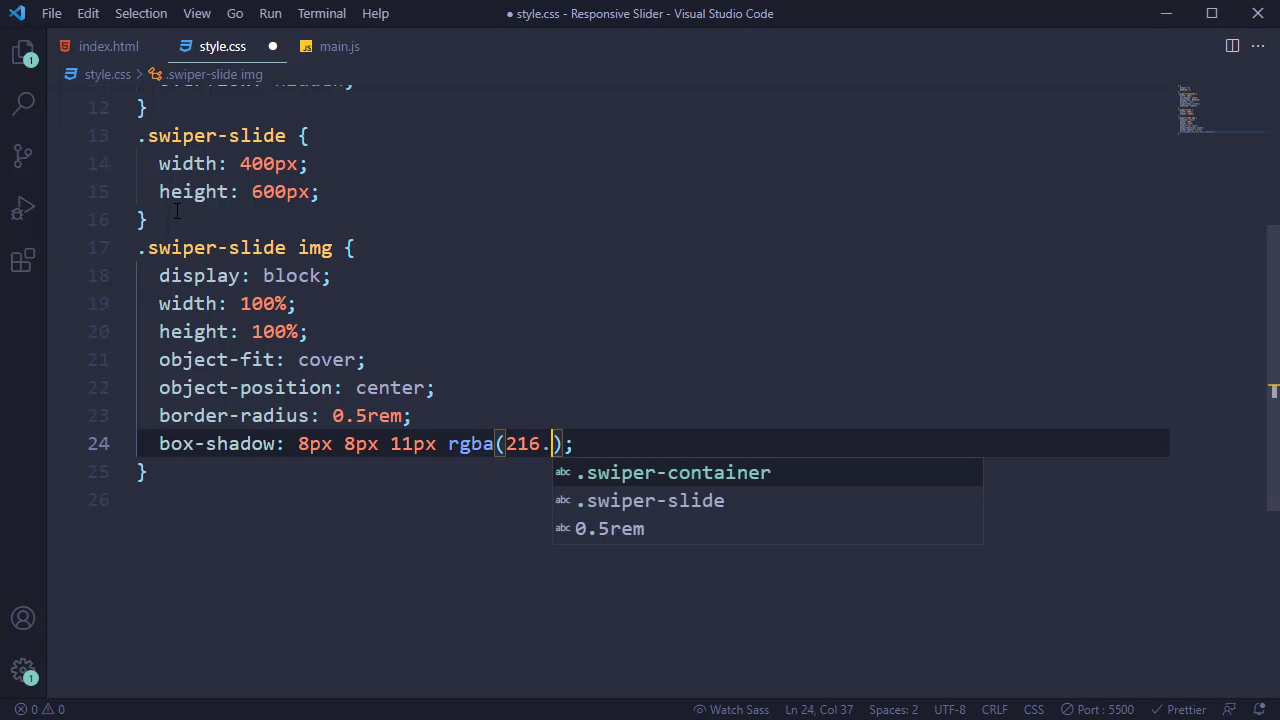 File Edit Selection View Go Run Terminal Help
● style.css - Responsive Slider - Visual Studio Code
index.html style.css ● JS main.js
style.css > .swiper-slide img
12 }
13 .swiper-slide {
14 width: 400px;
15 height: 600px;
16 }
17 .swiper-slide img {
18 display: block;
19 width: 100%;
20 height: 100%;
21 object-fit: cover;
22 object-position: center;
23 border-radius: 0.5rem;
24 box-shadow: 8px 8px 11px rgba(216.);
abc .swiper-container
25 }
abc .swiper-slide
26
abc 0.5rem
1
1
0 0 Watch Sass Ln 24, Col 37 Spaces: 2 UTF-8 CRLF CSS Port : 5500 Prettier